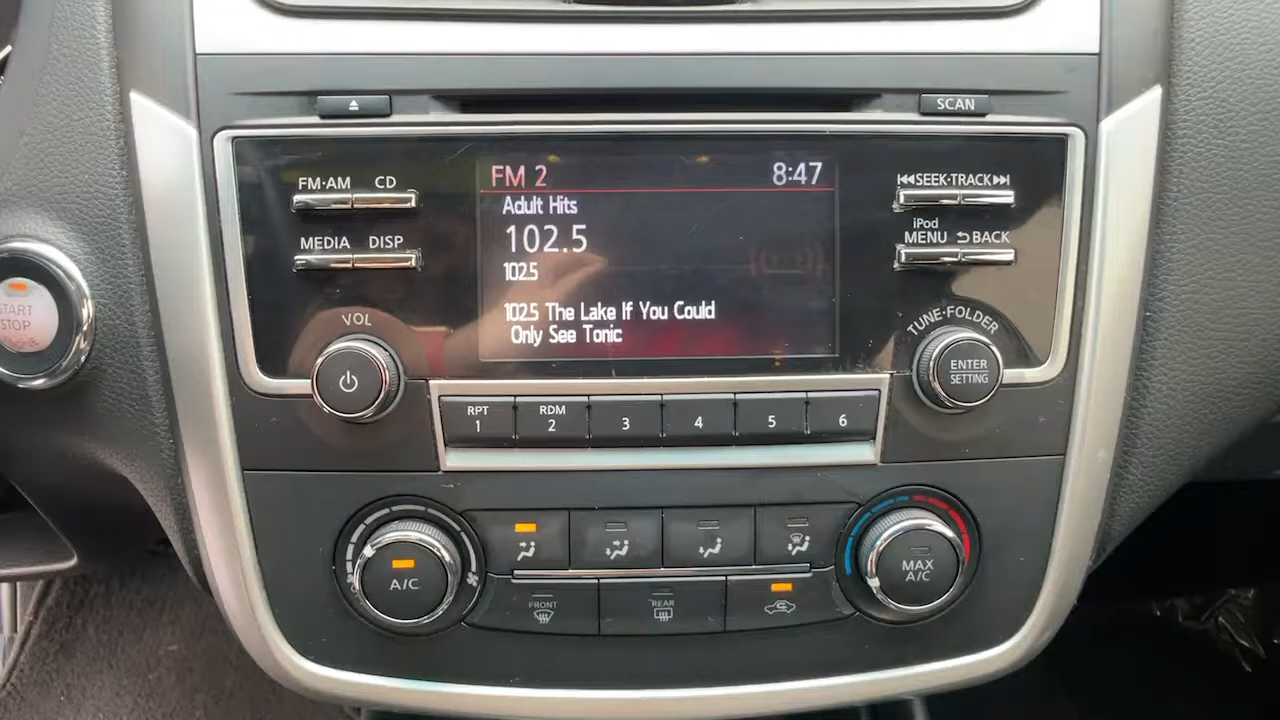 SCAN
FM·AM CD
FM 2 8:47
SEEK·TRACK
Adult Hits
102.5
iPod
MEDIA DISP
MENU BACK
102.5
START
STOP
VOL
102.5 The Lake If You Could
Only See Tonic
TUNE·FOLDER
ENTER
SETTING
RPT RDM
1 2 3 4 5 6
A/C
MAX
A/C
FRONT
REAR